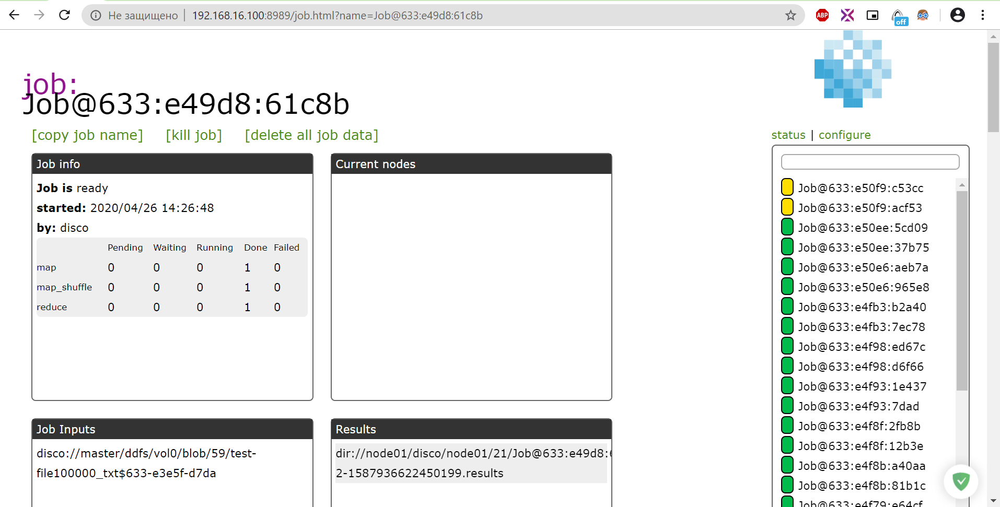 Не защищено 192.168.16.100:8989/job.html?name=Job@633:e49d8:61c8b
ABP
off
job:
Job@633:e49d8:61c8b
[copy job name] [kill job] [delete all job data]
status | configure
Job info
Job is ready
started: 2020/04/26 14:26:48
by: disco
Pending Waiting Running Done Failed
map 0 0 0 1 0
map_shuffle 0 0 0 1 0
reduce 0 0 0 1 0
Current nodes
Job Inputs
disco://master/ddfs/vol0/blob/59/test-
file100000_txt$633-e3e5f-d7da
Results
dir://node01/disco/node01/21/Job@633:e49d8:6
2-1587936622450199.results
Job@633:e50f9:c53cc
Job@633:e50f9:acf53
Job@633:e50ee:5cd09
Job@633:e50ee:37b75
Job@633:e50e6:aeb7a
Job@633:e50e6:965e8
Job@633:e4fb3:b2a40
Job@633:e4fb3:7ec78
Job@633:e4f98:ed67c
Job@633:e4f98:d6f66
Job@633:e4f93:1e437
Job@633:e4f93:7dad
Job@633:e4f8f:2fb8b
Job@633:e4f8f:12b3e
Job@633:e4f8b:a40aa
Job@633:e4f8b:81b1c
Job@633:e4f79:e64cf